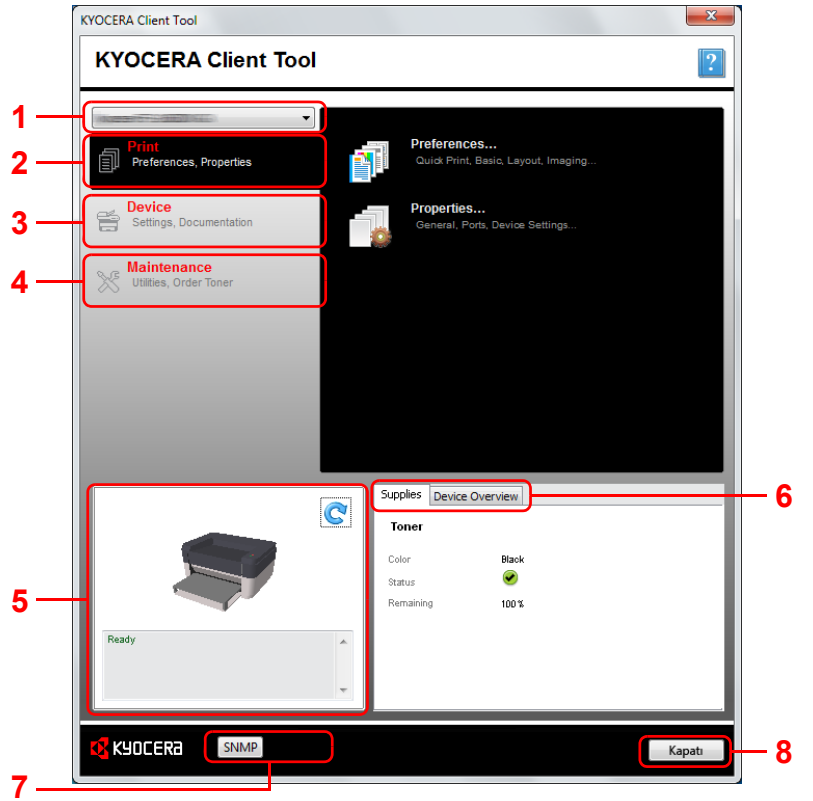 KYOCERA Client Tool
KYOCERA Client Tool
?
1
2
Print
Preferences, Properties
3
Device
Settings, Documentation
4
Maintenance
Utilities, Order Toner
Preferences...
Quick Print, Basic, Layout, Imaging...
Properties...
General, Ports, Device Settings...
5
Ready
Supplies Device Overview
6
Toner
Color Black
Status
Remaining 100 %
KYOCERA SNMP
7
Kapatı
8